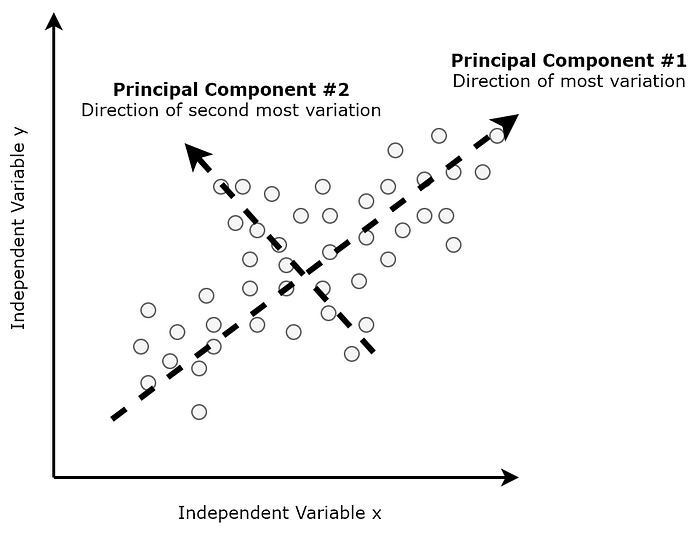 Principal Component #1
Direction of most variation
Principal Component #2
Direction of second most variation
Independent Variable y
Independent Variable x